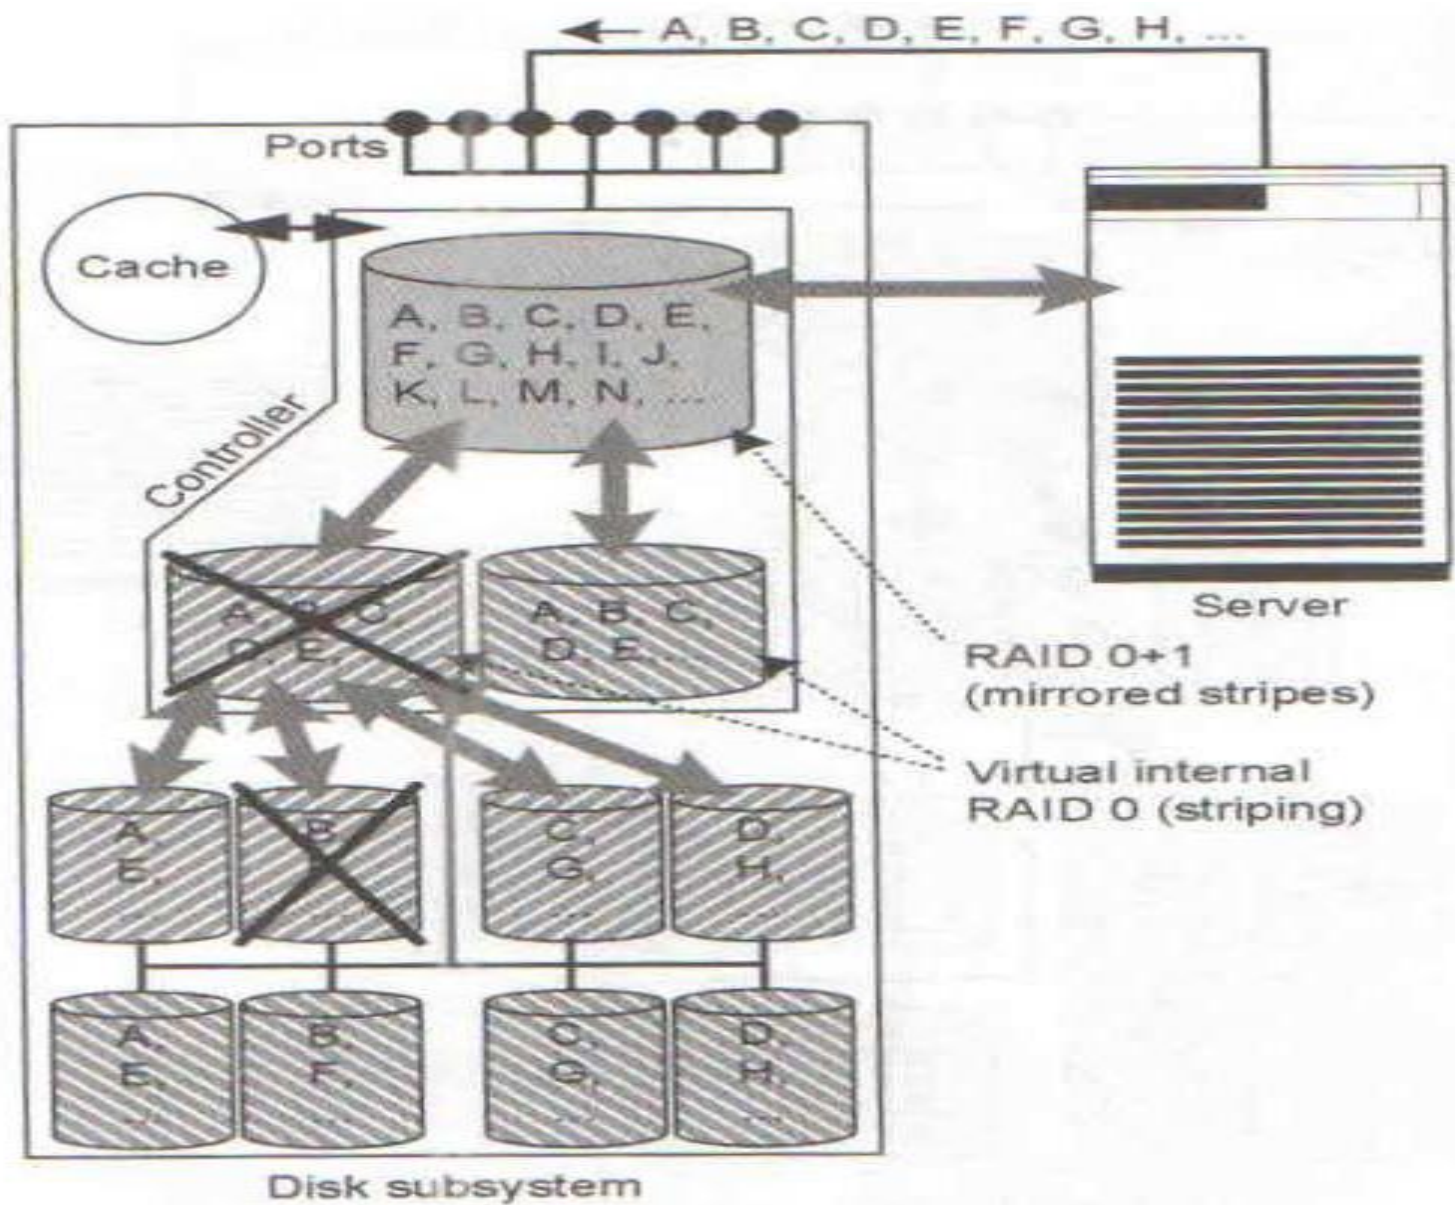 A, B, C, D, E, F, G, H, ...
Ports
Cache
A, B, C, D, E,
F, G, H, I, J,
K, L, M, N, ...
Controller
A, B, C,
D, E,
A, B, C,
D, E...
Server
RAID 0+1
(mirrored stripes)
Virtual internal
RAID 0 (striping)
A,
E,
...
B
C,
G,
...
D,
H,
...
A,
E,
...
B,
F,
...
C,
G,
...
D,
H,
...
Disk subsystem